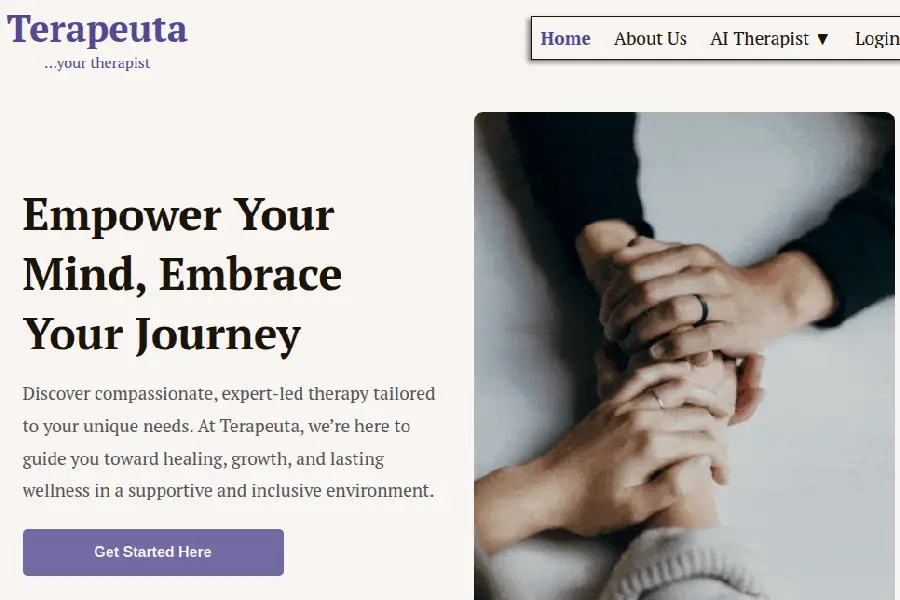 Terapeuta
...your therapist
Home About Us AI Therapist ▼ Login
Empower Your
Mind, Embrace
Your Journey
Discover compassionate, expert-led therapy tailored
to your unique needs. At Terapeuta, we’re here to
guide you toward healing, growth, and lasting
wellness in a supportive and inclusive environment.
Get Started Here